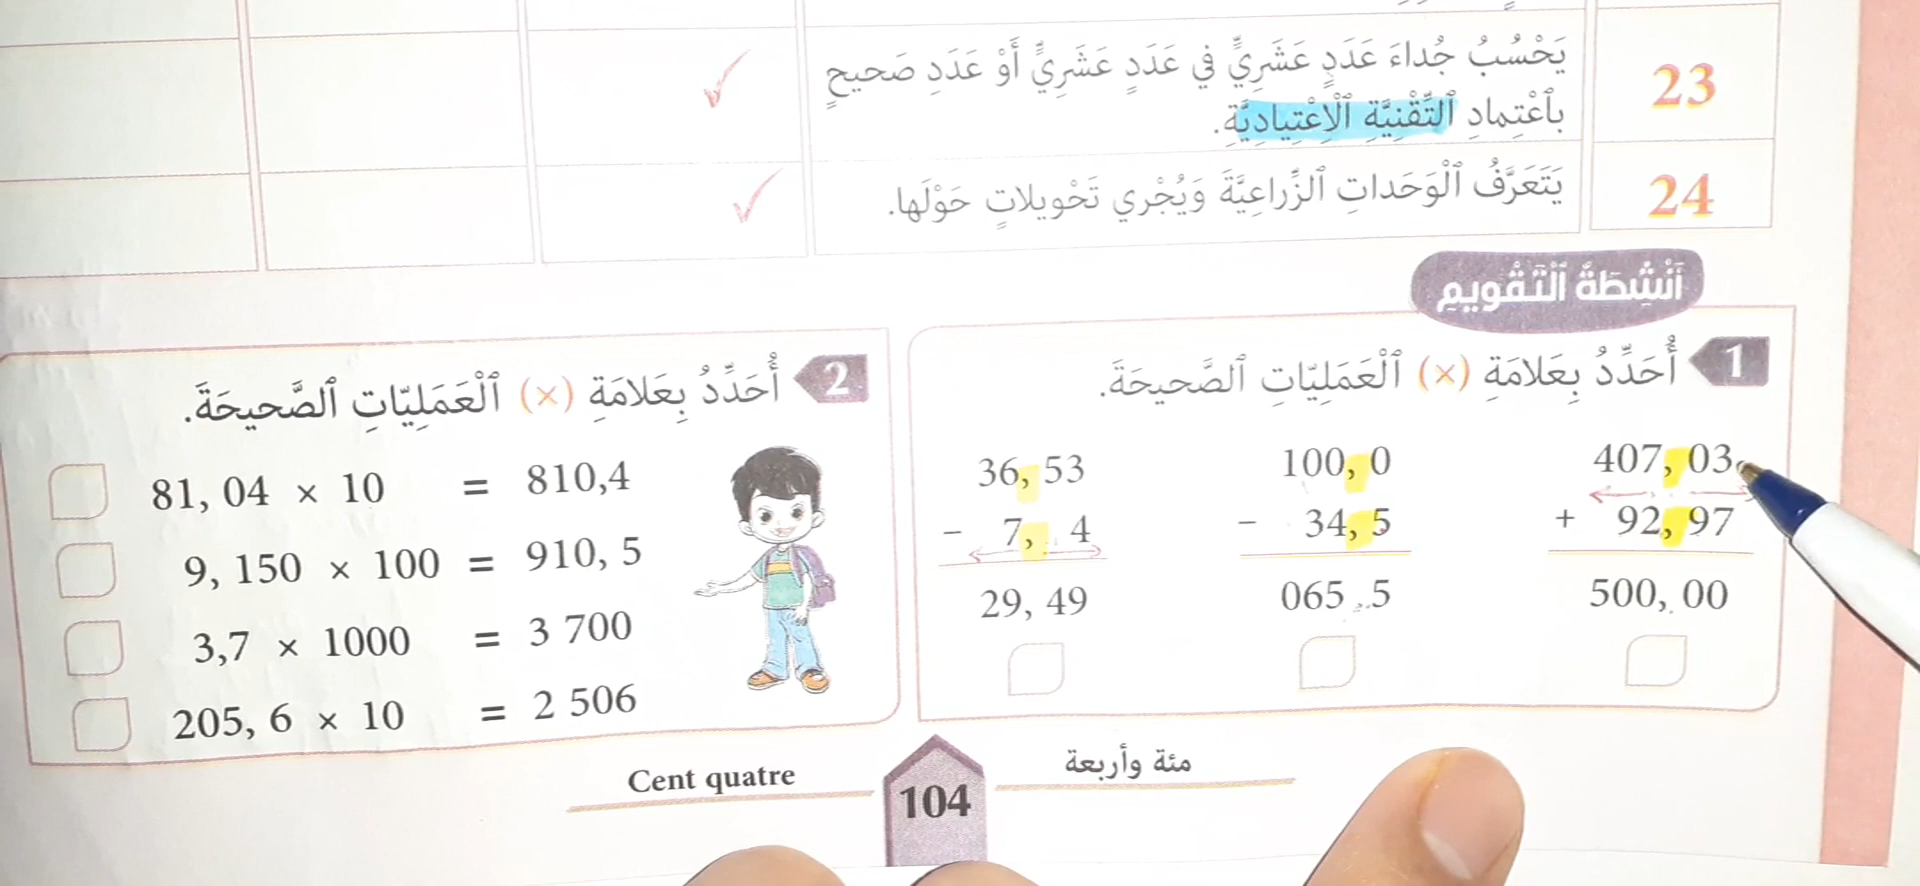 23
يَحْسُبُ جُداءَ عَدَدٍ عَشَرِيٍّ في عَدَدٍ عَشَرِيٍّ أَوْ عَدَدِ صَحيحٍ
بِٱعْتِمادِ ٱلتِّقْنِيَّةِ ٱلْاِعْتِيادِيَّةِ.
24
يَتَعَرَّفُ ٱلْوَحَداتِ ٱلزِّراعِيَّةَ وَيُجْري تَحْويلاتٍ حَوْلَها.
أَنْشِطَةُ ٱلتَّقْويمِ
1
أُحَدِّدُ بِعَلامَةِ (×) ٱلْعَمَلِيّاتِ ٱلصَّحيحَةَ.
407, 03
+ 92, 97
500, 00
100, 0
- 34, 5
065 , 5
36, 53
- 7, 4
29, 49
2
أُحَدِّدُ بِعَلامَةِ (×) ٱلْعَمَلِيّاتِ ٱلصَّحيحَةَ.
81, 04 × 10 = 810,4
9, 150 × 100 = 910, 5
3,7 × 1000 = 3 700
205, 6 × 10 = 2 506
مئة وأربعة
104
Cent quatre